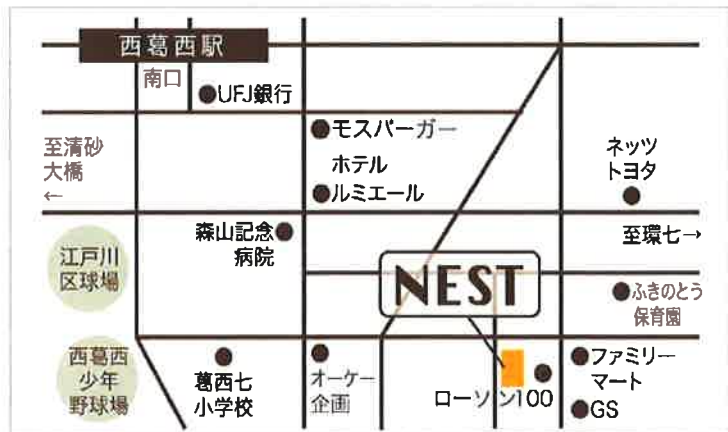 西葛西駅
南口
●UFJ銀行
●モスバーガー
至清砂
大橋
←
ホテル
●ルミエール
ネッツ
トヨタ
森山記念
病院
至環七→
江戸川
区球場
NEST
ふきのとう
保育園
西葛西
少年
野球場
葛西七
小学校
オーケー
企画
ローソン100
ファミリー
マート
GS